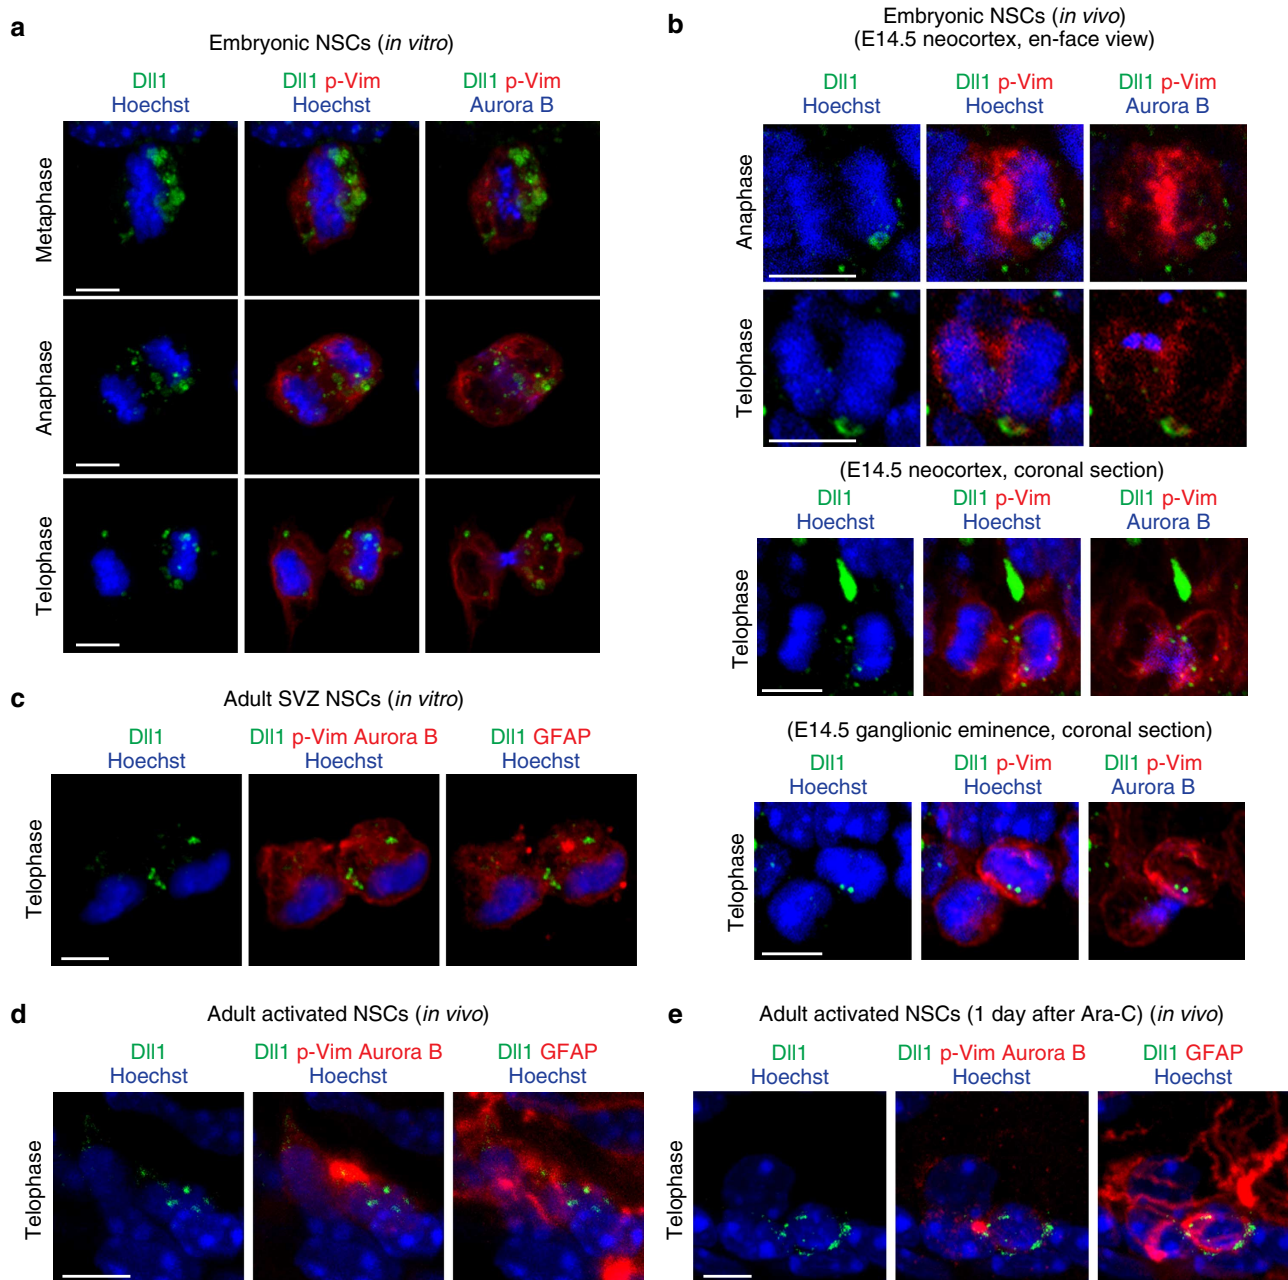 a
Embryonic NSCs (in vitro)
Dll1 Dll1 p-Vim Dll1 p-Vim
Hoechst Hoechst Aurora B
Metaphase
Anaphase
Telophase
b
Embryonic NSCs (in vivo)
(E14.5 neocortex, en-face view)
Dll1 Dll1 p-Vim Dll1 p-Vim
Hoechst Hoechst Aurora B
Anaphase
Telophase
(E14.5 neocortex, coronal section)
Dll1 Dll1 p-Vim Dll1 p-Vim
Hoechst Hoechst Aurora B
Telophase
(E14.5 ganglionic eminence, coronal section)
Dll1 Dll1 p-Vim Dll1 p-Vim
Hoechst Hoechst Aurora B
Telophase
c
Adult SVZ NSCs (in vitro)
Dll1 Dll1 p-Vim Aurora B Dll1 GFAP
Hoechst Hoechst Hoechst
Telophase
d
Adult activated NSCs (in vivo)
Dll1 Dll1 p-Vim Aurora B Dll1 GFAP
Hoechst Hoechst Hoechst
Telophase
e
Adult activated NSCs (1 day after Ara-C) (in vivo)
Dll1 Dll1 p-Vim Aurora B Dll1 GFAP
Hoechst Hoechst Hoechst
Telophase